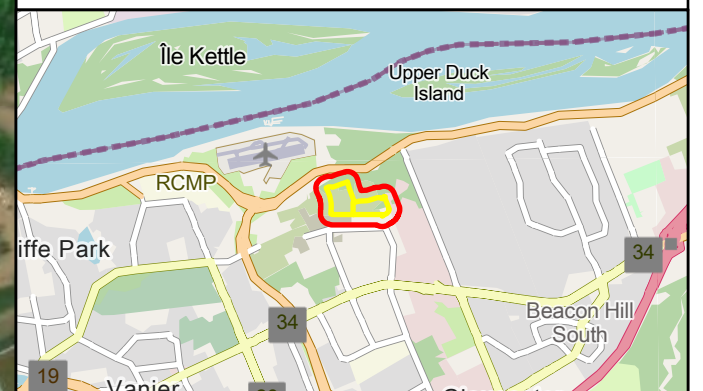 Île Kettle
Upper Duck
Island
RCMP
iffe Park
34
Beacon Hill
South
34
19
Vanier